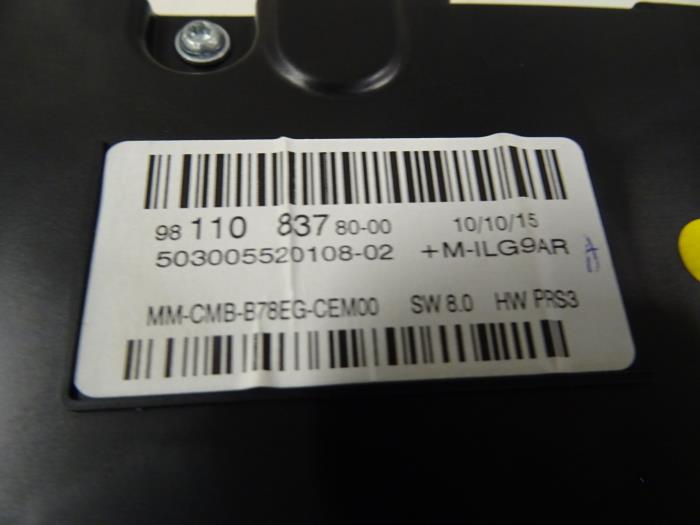 98 110 837 80-00 10/10/15
503005520108-02 +M-ILG9AR
MM-CMB-B78EG-CEM00 SW 8.0 HW PRS3